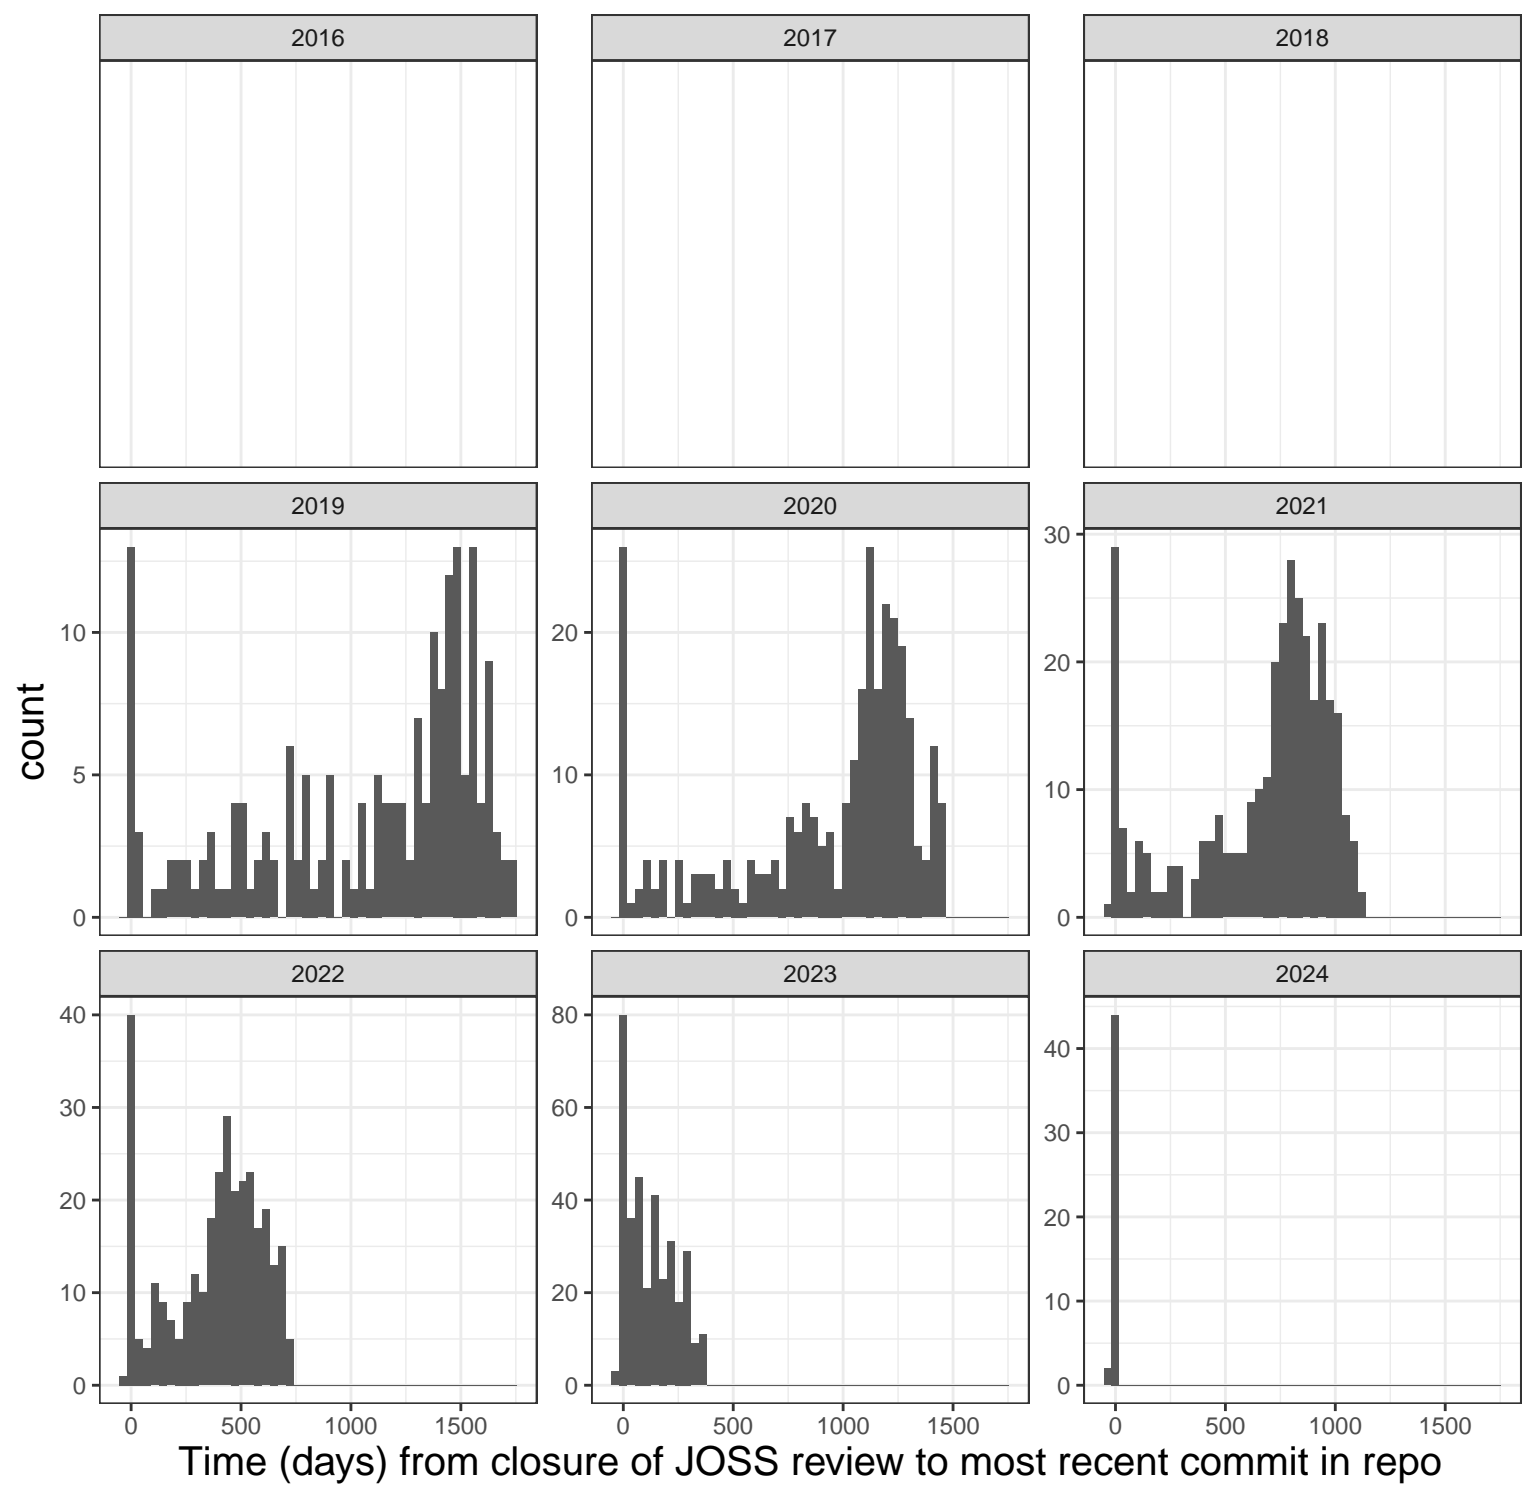 2016 2017 2018
2019 2020 2021
30
10 20 20
count
5 10 10
0 0 0
2022 2023 2024
40 80 40
30 60 30
20 40 20
10 20 10
0 0 0
0 500 1000 1500 0 500 1000 1500 0 500 1000 1500
Time (days) from closure of JOSS review to most recent commit in repo